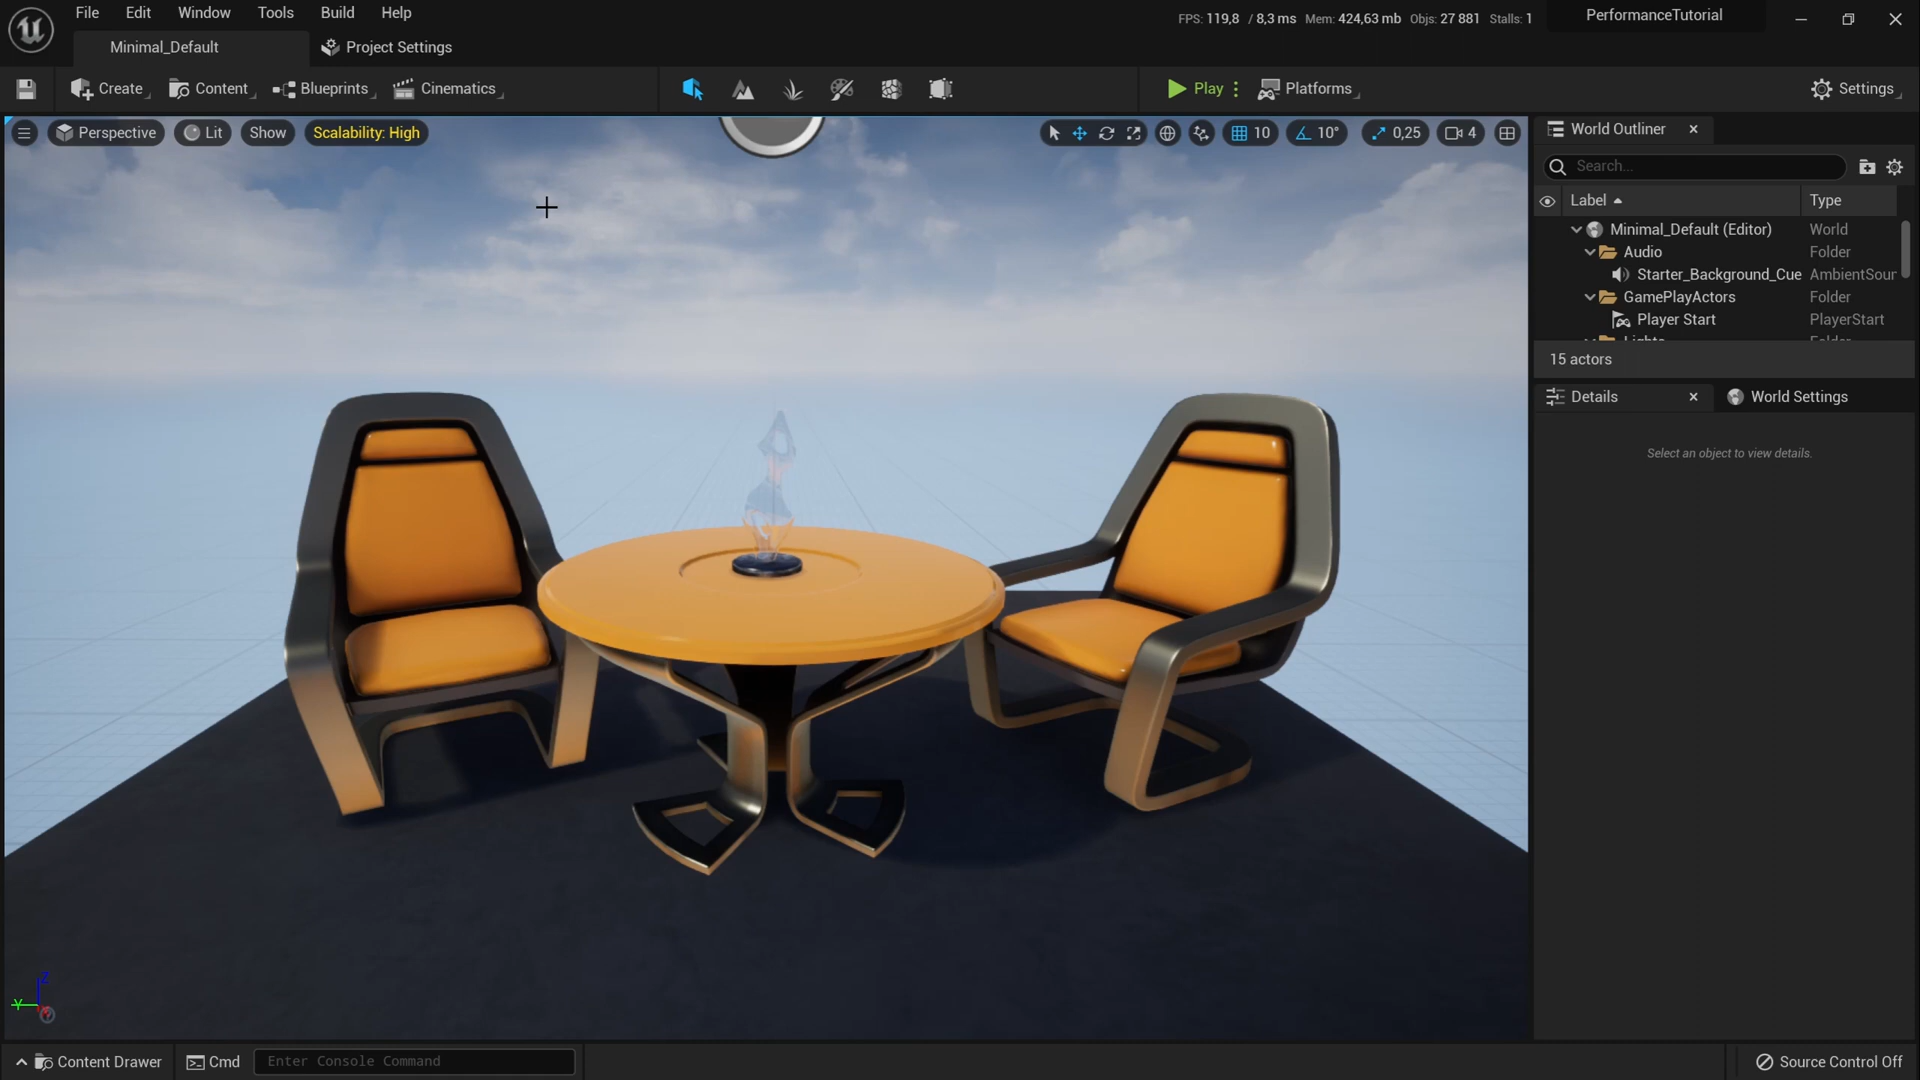 File Edit Window Tools Build Help
FPS: 119,8 / 8,3 ms Mem: 424,63 mb Objs: 27 881 Stalls: 1
PerformanceTutorial
Minimal_Default
Project Settings
Create
Content
Blueprints
Cinematics
Play
Platforms
Settings
Perspective
Lit
Show
Scalability: High
10
10°
0,25
4
World Outliner
Search...
Label Type
Minimal_Default (Editor) World
Audio Folder
Starter_Background_Cue AmbientSour
GamePlayActors Folder
Player Start PlayerStart
Lights Folder
15 actors
Details
World Settings
Select an object to view details.
Z
Y
Content Drawer
Cmd
Enter Console Command
Source Control Off